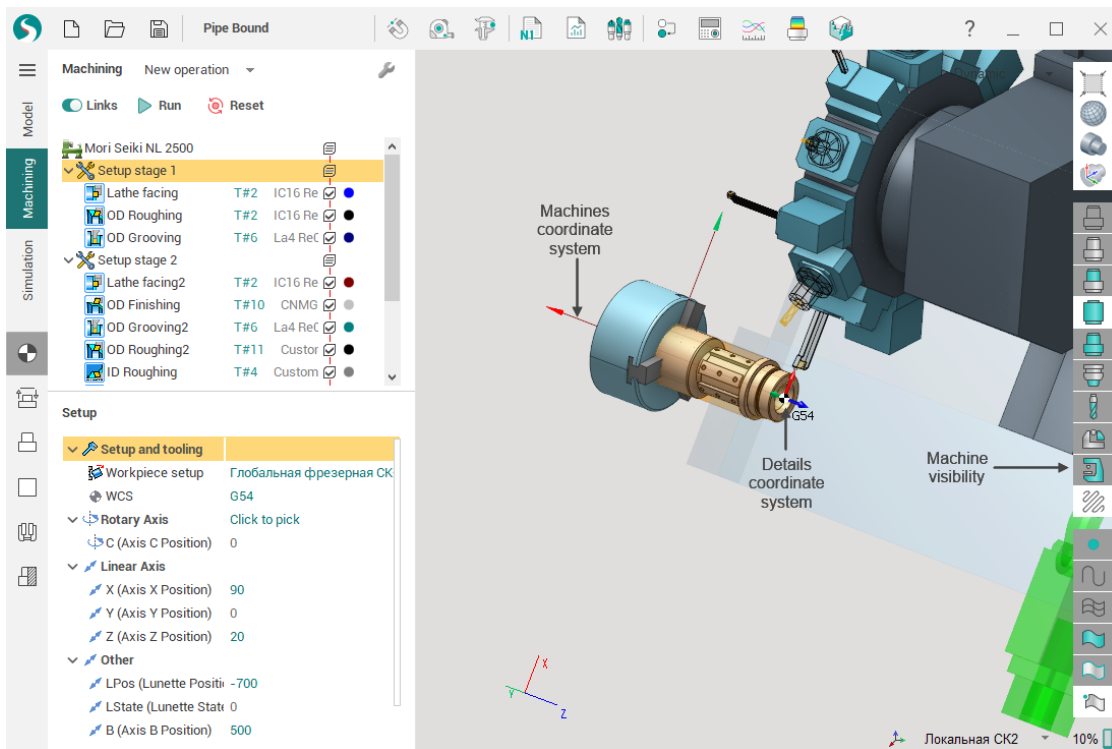 Pipe Bound
N1
?
Machining New operation
Links Run Reset
Model
Machining
Simulation
Mori Seiki NL 2500
Setup stage 1
Lathe facing T#2 IC16 Re
OD Roughing T#2 IC16 Re
OD Grooving T#6 La4 ReC
Setup stage 2
Lathe facing2 T#2 IC16 Re
OD Finishing T#10 CNMG
OD Grooving2 T#6 La4 ReC
OD Roughing2 T#11 Custor
ID Roughing T#4 Custom
Setup
Setup and tooling
Workpiece setup Глобальная фрезерная СК
WCS G54
Rotary Axis Click to pick
C (Axis C Position) 0
Linear Axis
X (Axis X Position) 90
Y (Axis Y Position) 0
Z (Axis Z Position) 20
Other
LPos (Lunette Positi -700
LState (Lunette State 0
B (Axis B Position) 500
Dynamic
Machines
coordinate
system
G54
Details
coordinate
system
Machine
visibility
X
Y
Z
Локальная СК2 10%